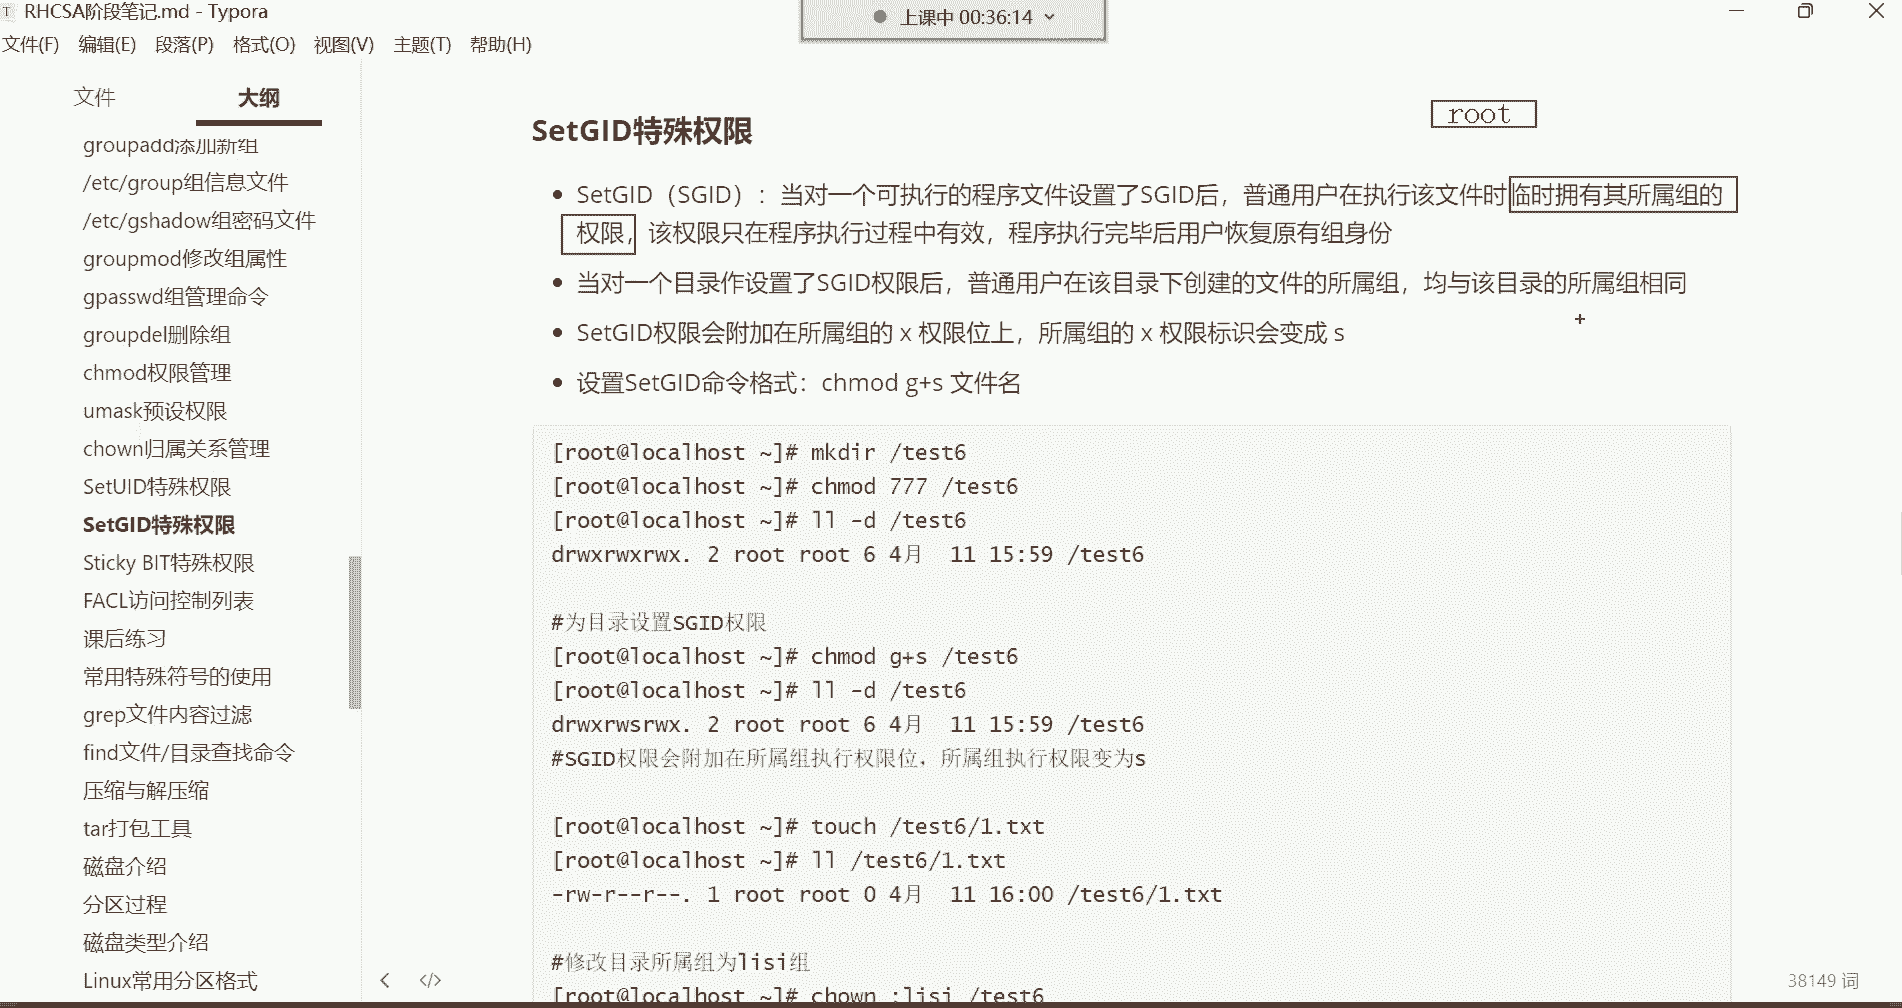 RHCSA阶段笔记.md - Typora
上课中 00:36:14
文件(F) 编辑(E) 段落(P) 格式(O) 视图(V) 主题(T) 帮助(H)
文件 大纲
groupadd添加新组
/etc/group组信息文件
/etc/gshadow组密码文件
groupmod修改组属性
gpasswd组管理命令
groupdel删除组
chmod权限管理
umask预设权限
chown归属关系管理
SetUID特殊权限
SetGID特殊权限
Sticky BIT特殊权限
FACL访问控制列表
课后练习
常用特殊符号的使用
grep文件内容过滤
find文件/目录查找命令
压缩与解压缩
tar打包工具
磁盘介绍
分区过程
磁盘类型介绍
Linux常用分区格式
root
SetGID特殊权限
SetGID（SGID）：当对一个可执行的程序文件设置了SGID后，普通用户在执行该文件时临时拥有其所属组的
权限，该权限只在程序执行过程中有效，程序执行完毕后用户恢复原有组身份
当对一个目录作设置了SGID权限后，普通用户在该目录下创建的文件的所属组，均与该目录的所属组相同
SetGID权限会附加在所属组的 x 权限位上，所属组的 x 权限标识会变成 s
设置SetGID命令格式：chmod g+s 文件名
[root@localhost ~]# mkdir /test6
[root@localhost ~]# chmod 777 /test6
[root@localhost ~]# ll -d /test6
drwxrwxrwx. 2 root root 6 4月  11 15:59 /test6
#为目录设置SGID权限
[root@localhost ~]# chmod g+s /test6
[root@localhost ~]# ll -d /test6
drwxrwsrwx. 2 root root 6 4月  11 15:59 /test6
#SGID权限会附加在所属组执行权限位，所属组执行权限变为s
[root@localhost ~]# touch /test6/1.txt
[root@localhost ~]# ll /test6/1.txt
-rw-r--r--. 1 root root 0 4月  11 16:00 /test6/1.txt
#修改目录所属组为lisi组
[root@localhost ~]# chown :lisi /test6
38149 词